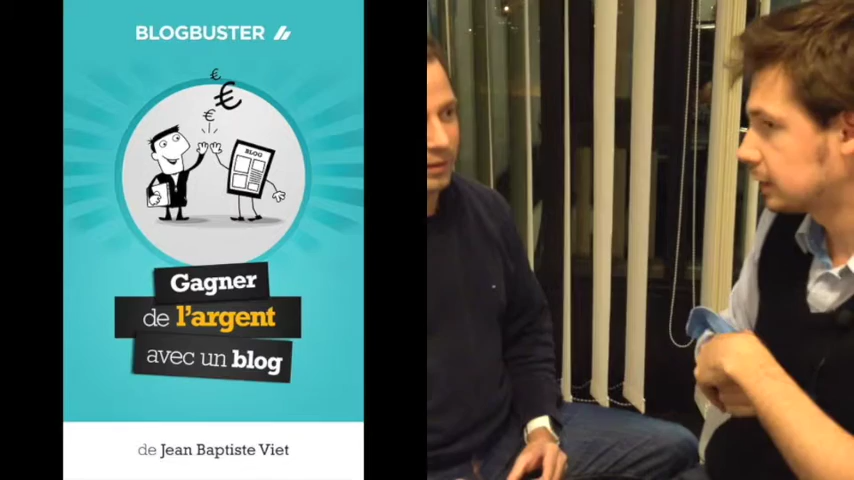 BLOGBUSTER
BLOG
Gagner
de l'argent
avec un blog
de Jean Baptiste Viet